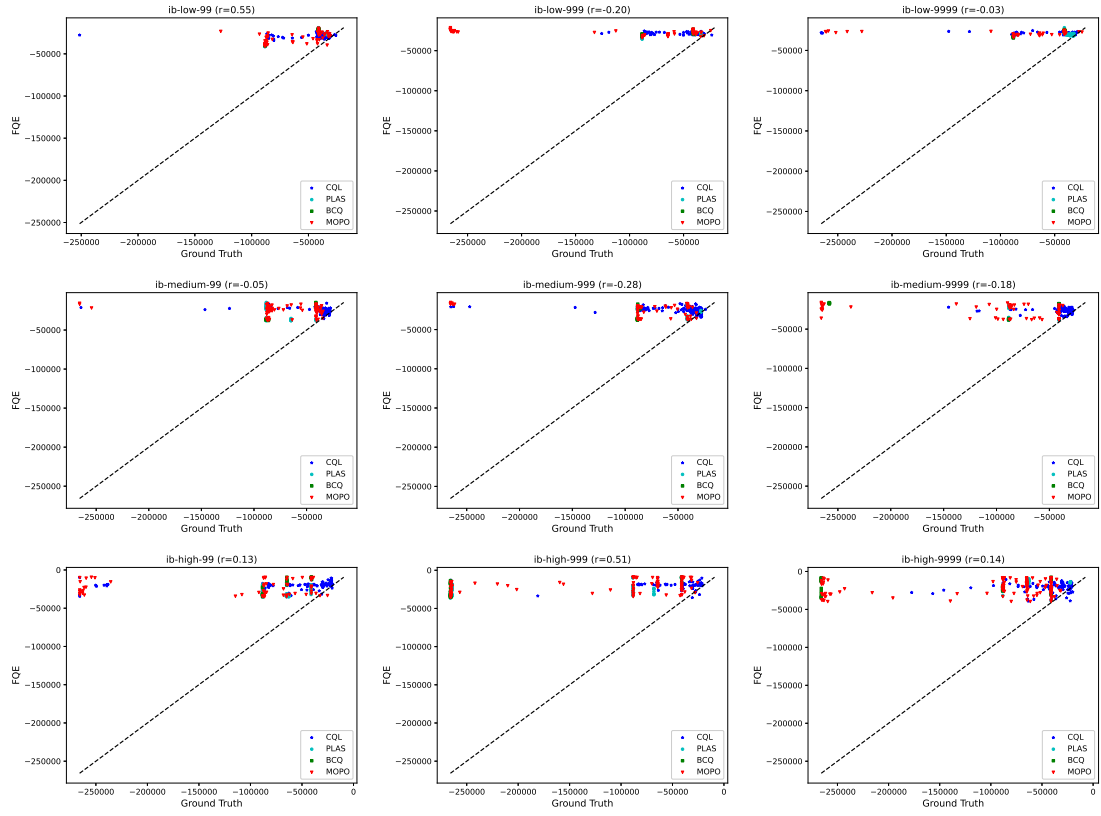 ib-low-99 (r=0.55)
−50000
−100000
−150000
−200000
−250000
FQE
CQL
PLAS
BCQ
MOPO
−250000 −200000 −150000 −100000 −50000
Ground Truth
ib-low-999 (r=-0.20)
−50000
−100000
−150000
−200000
−250000
FQE
CQL
PLAS
BCQ
MOPO
−250000 −200000 −150000 −100000 −50000
Ground Truth
ib-low-9999 (r=-0.03)
−50000
−100000
−150000
−200000
−250000
FQE
CQL
PLAS
BCQ
MOPO
−250000 −200000 −150000 −100000 −50000
Ground Truth
ib-medium-99 (r=-0.05)
−50000
−100000
−150000
−200000
−250000
FQE
CQL
PLAS
BCQ
MOPO
−250000 −200000 −150000 −100000 −50000
Ground Truth
ib-medium-999 (r=-0.28)
−50000
−100000
−150000
−200000
−250000
FQE
CQL
PLAS
BCQ
MOPO
−250000 −200000 −150000 −100000 −50000
Ground Truth
ib-medium-9999 (r=-0.18)
−50000
−100000
−150000
−200000
−250000
FQE
CQL
PLAS
BCQ
MOPO
−250000 −200000 −150000 −100000 −50000
Ground Truth
ib-high-99 (r=0.13)
0
−50000
−100000
−150000
−200000
−250000
FQE
CQL
PLAS
BCQ
MOPO
−250000 −200000 −150000 −100000 −50000 0
Ground Truth
ib-high-999 (r=0.51)
0
−50000
−100000
−150000
−200000
−250000
FQE
CQL
PLAS
BCQ
MOPO
−250000 −200000 −150000 −100000 −50000 0
Ground Truth
ib-high-9999 (r=0.14)
0
−50000
−100000
−150000
−200000
−250000
FQE
CQL
PLAS
BCQ
MOPO
−250000 −200000 −150000 −100000 −50000 0
Ground Truth